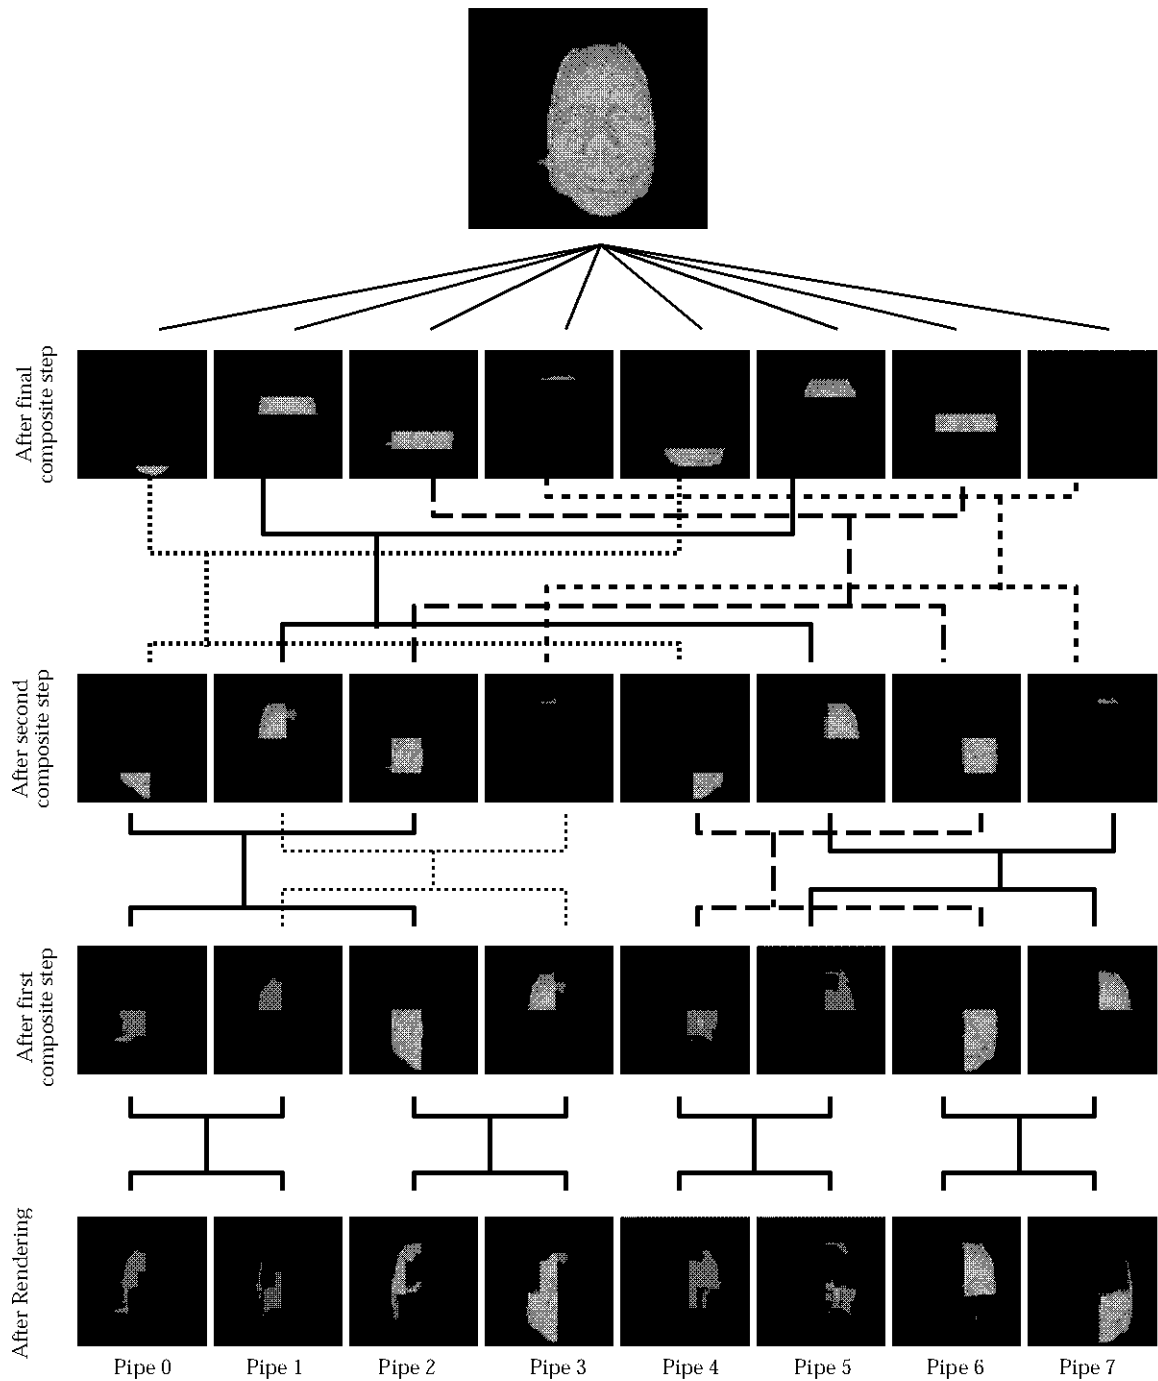 After final
composite step
After second
composite step
After first
composite step
After Rendering
Pipe 0
Pipe 1
Pipe 2
Pipe 3
Pipe 4
Pipe 5
Pipe 6
Pipe 7